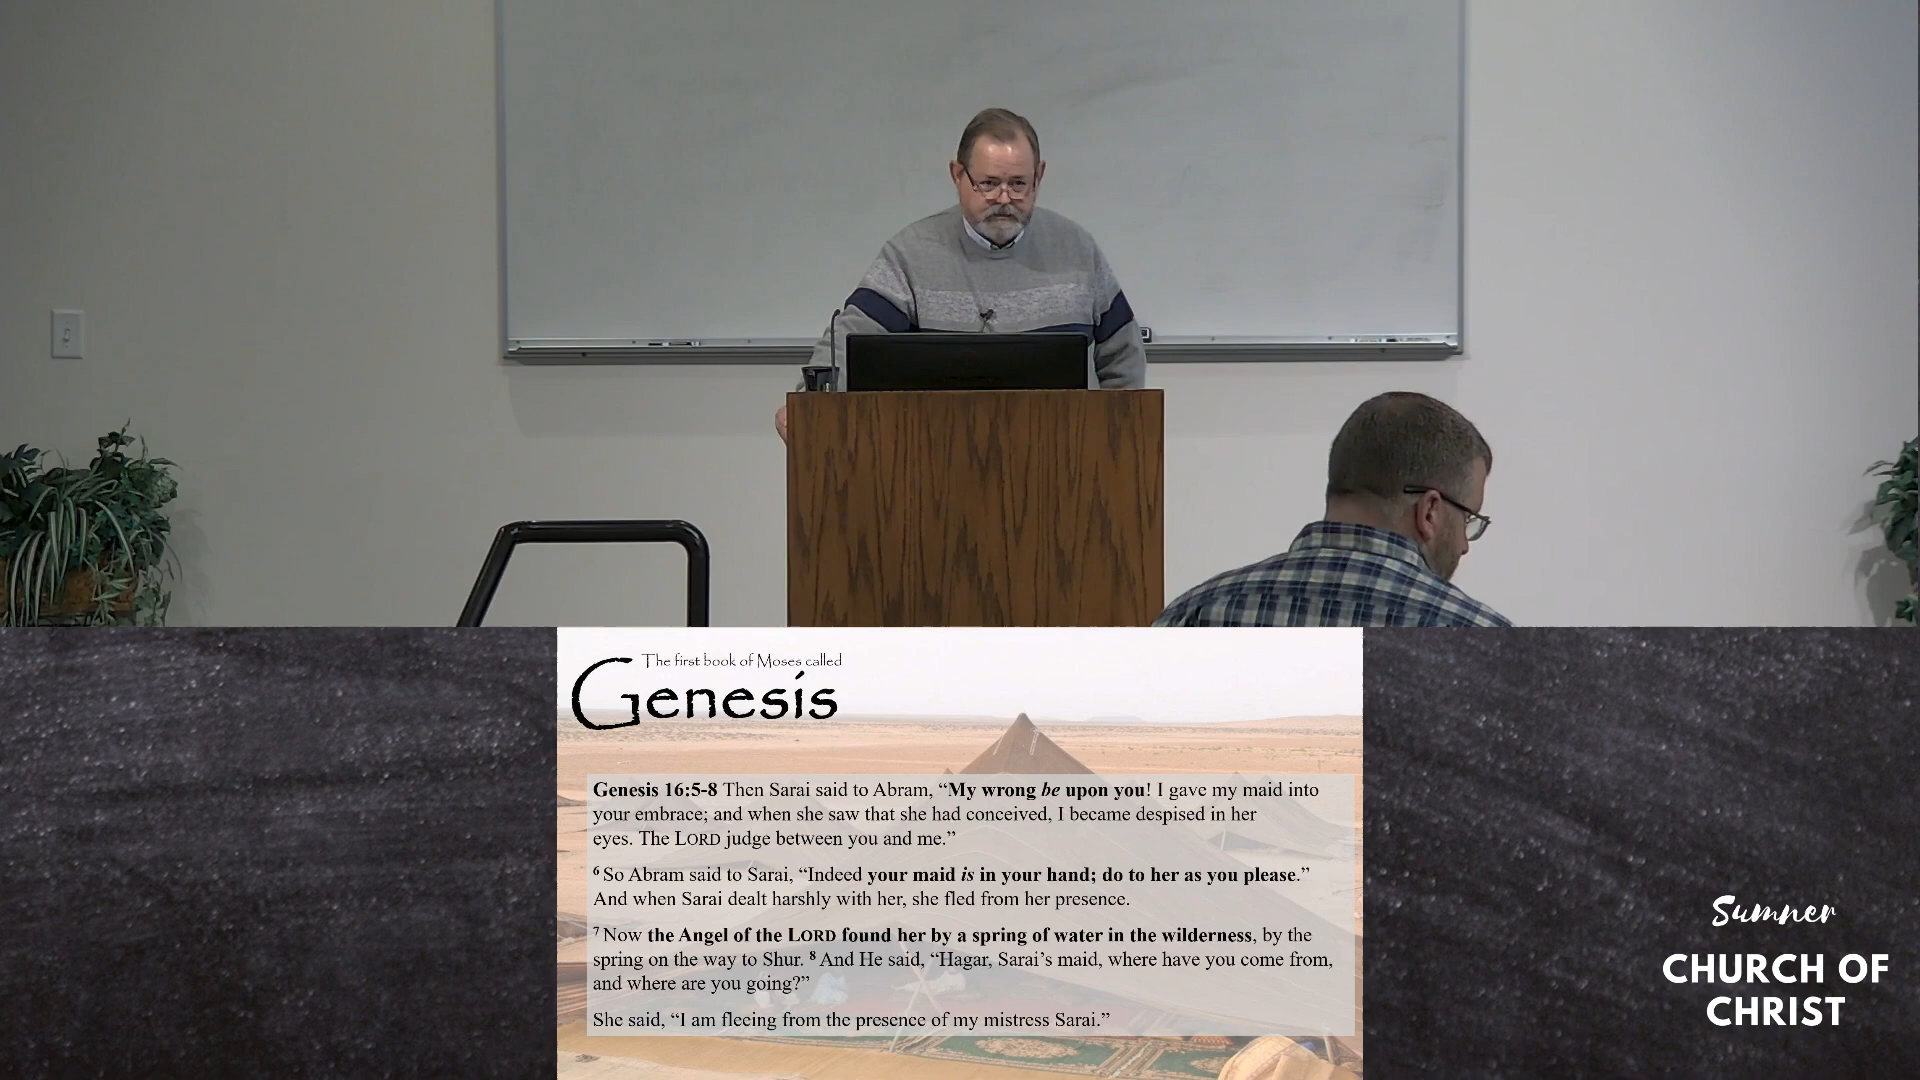 The first book of Moses called
Genesis
Genesis 16:5-8 Then Sarai said to Abram, “My wrong be upon you! I gave my maid into
your embrace; and when she saw that she had conceived, I became despised in her
eyes. The LORD judge between you and me.”
6 So Abram said to Sarai, “Indeed your maid is in your hand; do to her as you please.”
And when Sarai dealt harshly with her, she fled from her presence.
7 Now the Angel of the LORD found her by a spring of water in the wilderness, by the
spring on the way to Shur. 8 And He said, “Hagar, Sarai’s maid, where have you come from,
and where are you going?”
She said, “I am fleeing from the presence of my mistress Sarai.”
Sumner
CHURCH OF
CHRIST